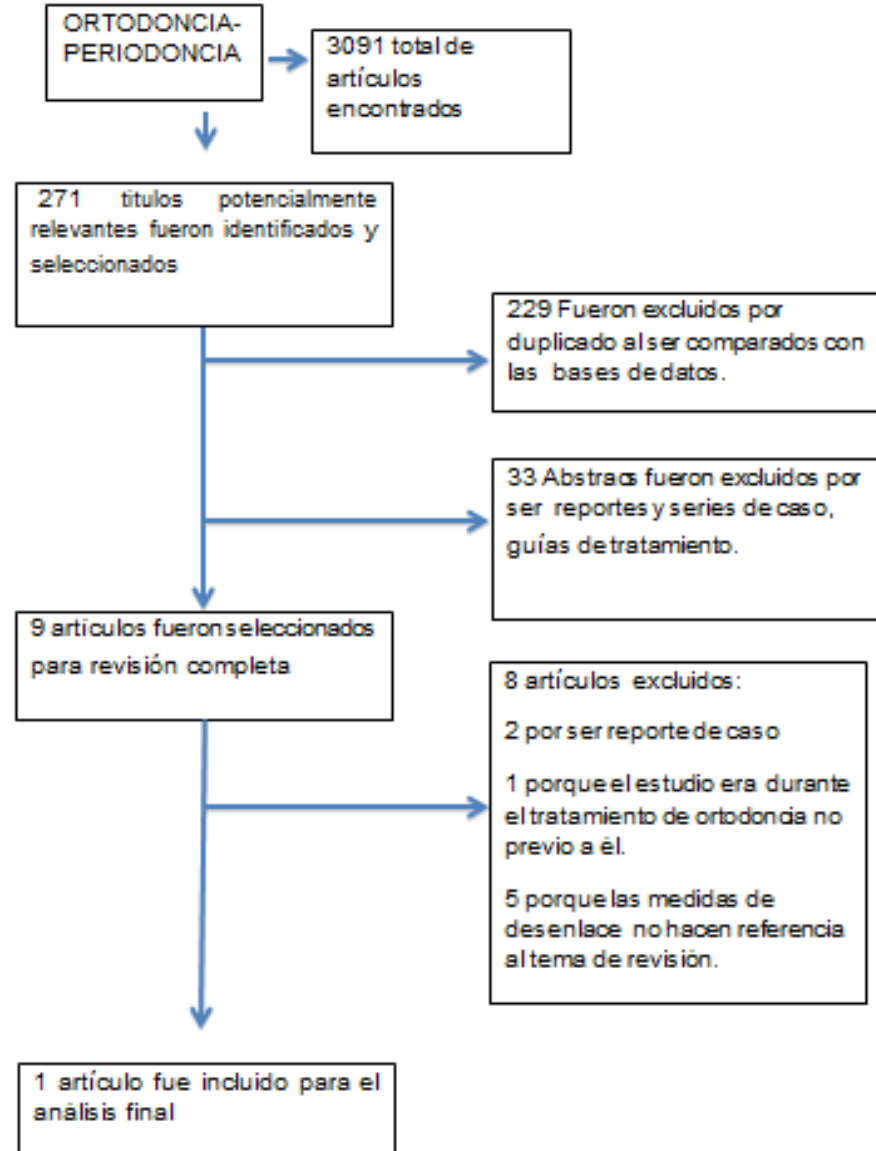 ORTODONCIA-
PERIODONCIA
3091 total de
artículos
encontrados
271 titulos potencialmente
relevantes fueron identificados y
seleccionados
229 Fueron excluidos por
duplicado al ser comparados con
las bases de datos.
33 Abstracs fueron excluidos por
ser reportes y series de caso,
guías de tratamiento.
9 artículos fueron seleccionados
para revisión completa
8 artículos excluidos:
2 por ser reporte de caso
1 porque el estudio era durante
el tratamiento de ortodoncia no
previo a él.
5 porque las medidas de
desenlace no hacen referencia
al tema de revisión.
1 artículo fue incluido para el
análisis final